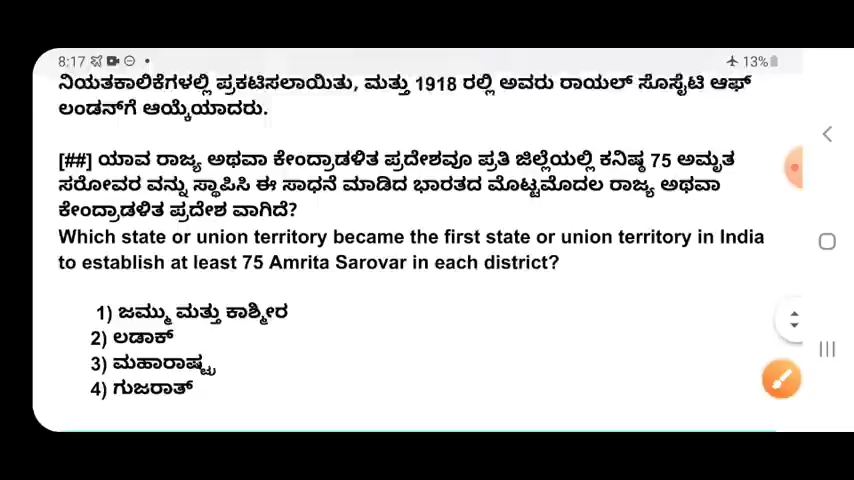 8:17
13%
ನಿಯತಕಾಲಿಕೆಗಳಲ್ಲಿ ಪ್ರಕಟಿಸಲಾಯಿತು, ಮತ್ತು 1918 ರಲ್ಲಿ ಅವರು ರಾಯಲ್ ಸೊಸೈಟಿ ಆಫ್
ಲಂಡನ್‌ಗೆ ಆಯ್ಕೆಯಾದರು.
[##] ಯಾವ ರಾಜ್ಯ ಅಥವಾ ಕೇಂದ್ರಾಡಳಿತ ಪ್ರದೇಶವೂ ಪ್ರತಿ ಜಿಲ್ಲೆಯಲ್ಲಿ ಕನಿಷ್ಠ 75 ಅಮೃತ
ಸರೋವರ ವನ್ನು ಸ್ಥಾಪಿಸಿ ಈ ಸಾಧನೆ ಮಾಡಿದ ಭಾರತದ ಮೊಟ್ಟಮೊದಲ ರಾಜ್ಯ ಅಥವಾ
ಕೇಂದ್ರಾಡಳಿತ ಪ್ರದೇಶ ವಾಗಿದೆ?
Which state or union territory became the first state or union territory in India
to establish at least 75 Amrita Sarovar in each district?
1) ಜಮ್ಮು ಮತ್ತು ಕಾಶ್ಮೀರ
2) ಲಡಾಕ್
3) ಮಹಾರಾಷ್ಟ್ರ
4) ಗುಜರಾತ್